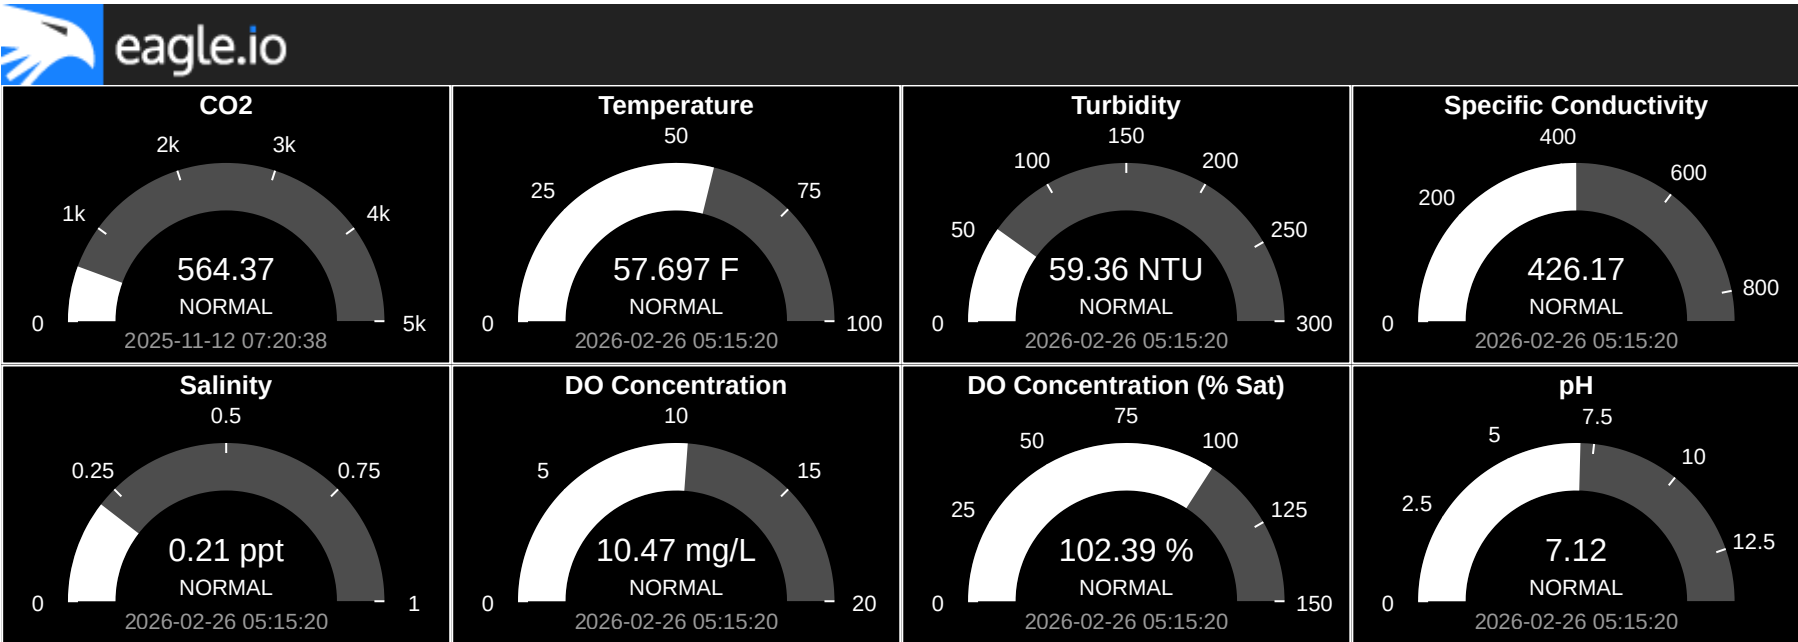 eagle.io
CO2
0
1k
2k
3k
4k
5k
564.37
NORMAL
2025-11-12 07:20:38
Temperature
0
25
50
75
100
57.697 F
NORMAL
2026-02-26 05:15:20
Turbidity
0
50
100
150
200
250
300
59.36 NTU
NORMAL
2026-02-26 05:15:20
Specific Conductivity
0
200
400
600
800
426.17
NORMAL
2026-02-26 05:15:20
Salinity
0
0.25
0.5
0.75
1
0.21 ppt
NORMAL
2026-02-26 05:15:20
DO Concentration
0
5
10
15
20
10.47 mg/L
NORMAL
2026-02-26 05:15:20
DO Concentration (% Sat)
0
25
50
75
100
125
150
102.39 %
NORMAL
2026-02-26 05:15:20
pH
0
2.5
5
7.5
10
12.5
7.12
NORMAL
2026-02-26 05:15:20